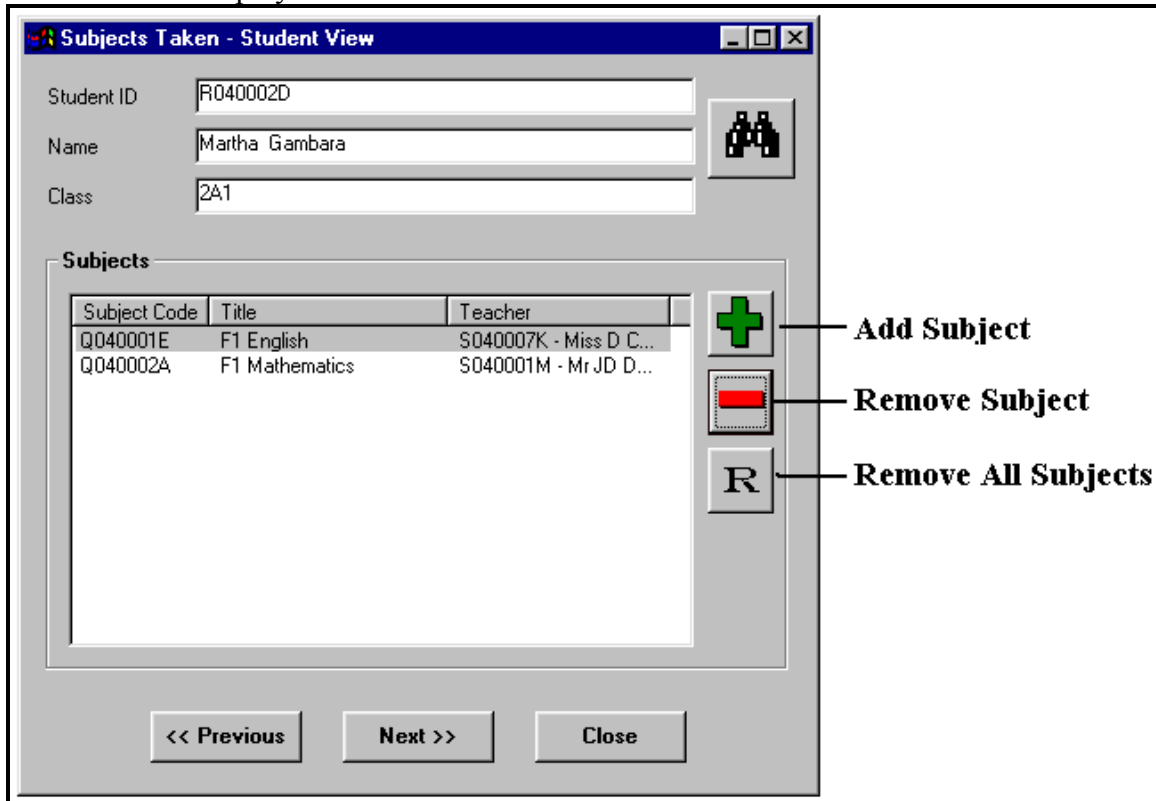 Subjects Taken - Student View
Student ID R040002D
Name Martha Gambara
Class 2A1
Subjects
Subject Code Title Teacher
Q040001E F1 English S040007K - Miss D C...
Q040002A F1 Mathematics S040001M - Mr JD D...
Add Subject
Remove Subject
R Remove All Subjects
<< Previous Next >> Close